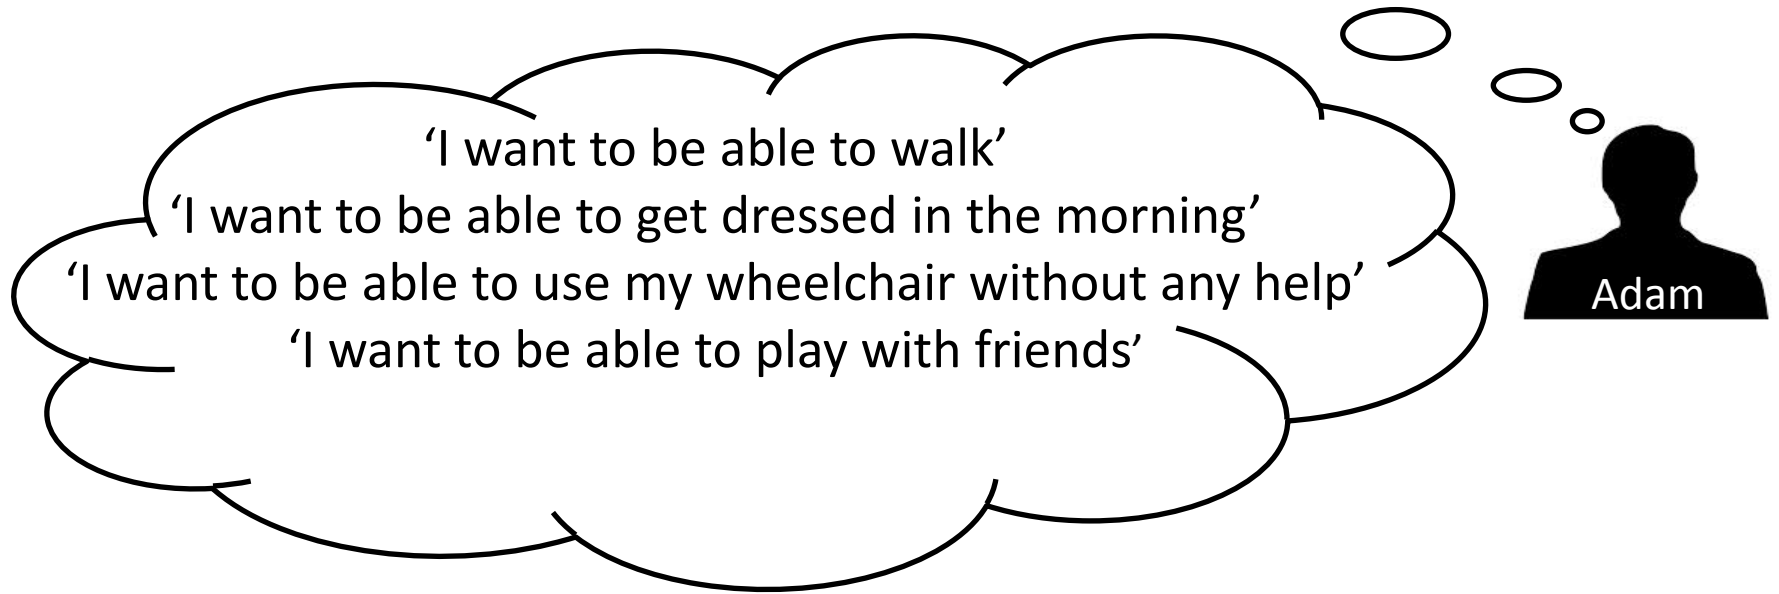 ‘I want to be able to walk’
‘I want to be able to get dressed in the morning’
‘I want to be able to use my wheelchair without any help’
‘I want to be able to play with friends’
Adam